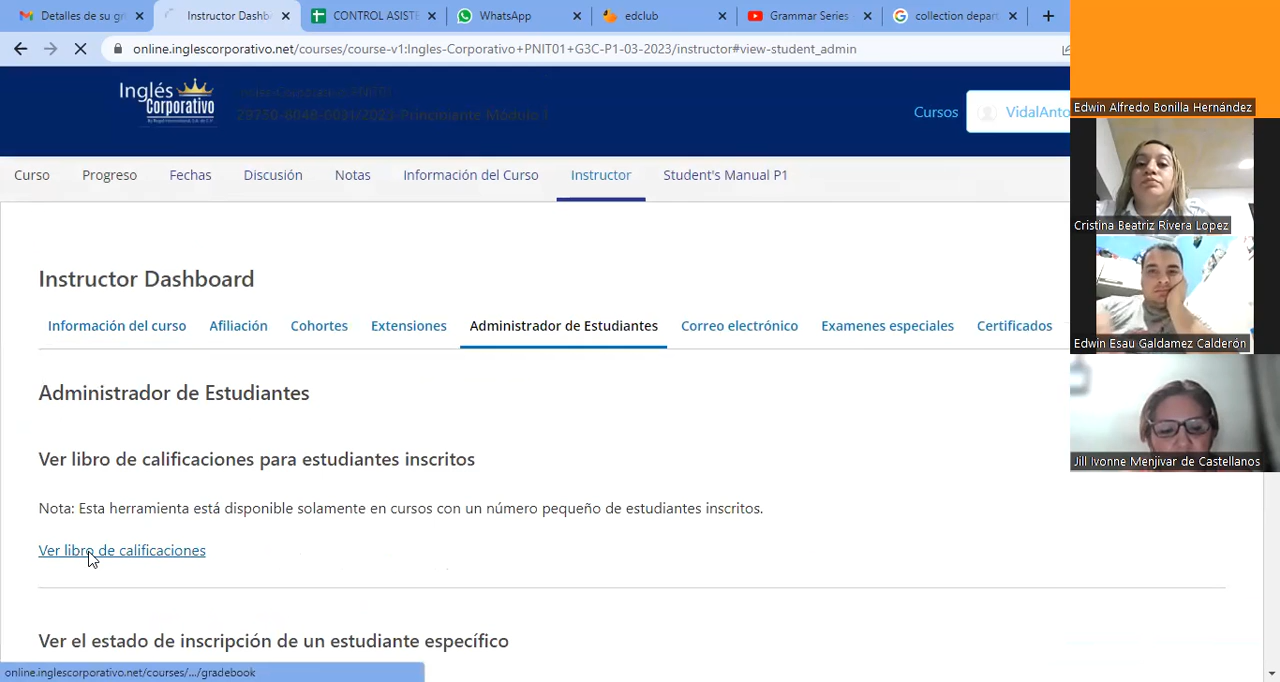 Detalles de su gr
Instructor Dashb
CONTROL ASIST
WhatsApp
edclub
Grammar Series
collection depart
online.inglescorporativo.net/courses/course-v1:Ingles-Corporativo+PNIT01+G3C-P1-03-2023/instructor#view-student_admin
Inglés
Corporativo
Principiante Módulo 1
Cursos
VidalAnto
Curso
Progreso
Fechas
Discusión
Notas
Información del Curso
Instructor
Student's Manual P1
Instructor Dashboard
Información del curso
Afiliación
Cohortes
Extensiones
Administrador de Estudiantes
Correo electrónico
Examenes especiales
Certificados
Administrador de Estudiantes
Ver libro de calificaciones para estudiantes inscritos
Nota: Esta herramienta está disponible solamente en cursos con un número pequeño de estudiantes inscritos.
Ver libro de calificaciones
Ver el estado de inscripción de un estudiante específico
online.inglescorporativo.net/courses/.../gradebook
Edwin Alfredo Bonilla Hernández
Cristina Beatriz Rivera Lopez
Edwin Esau Galdamez Calderón
Jill Ivonne Menjivar de Castellanos